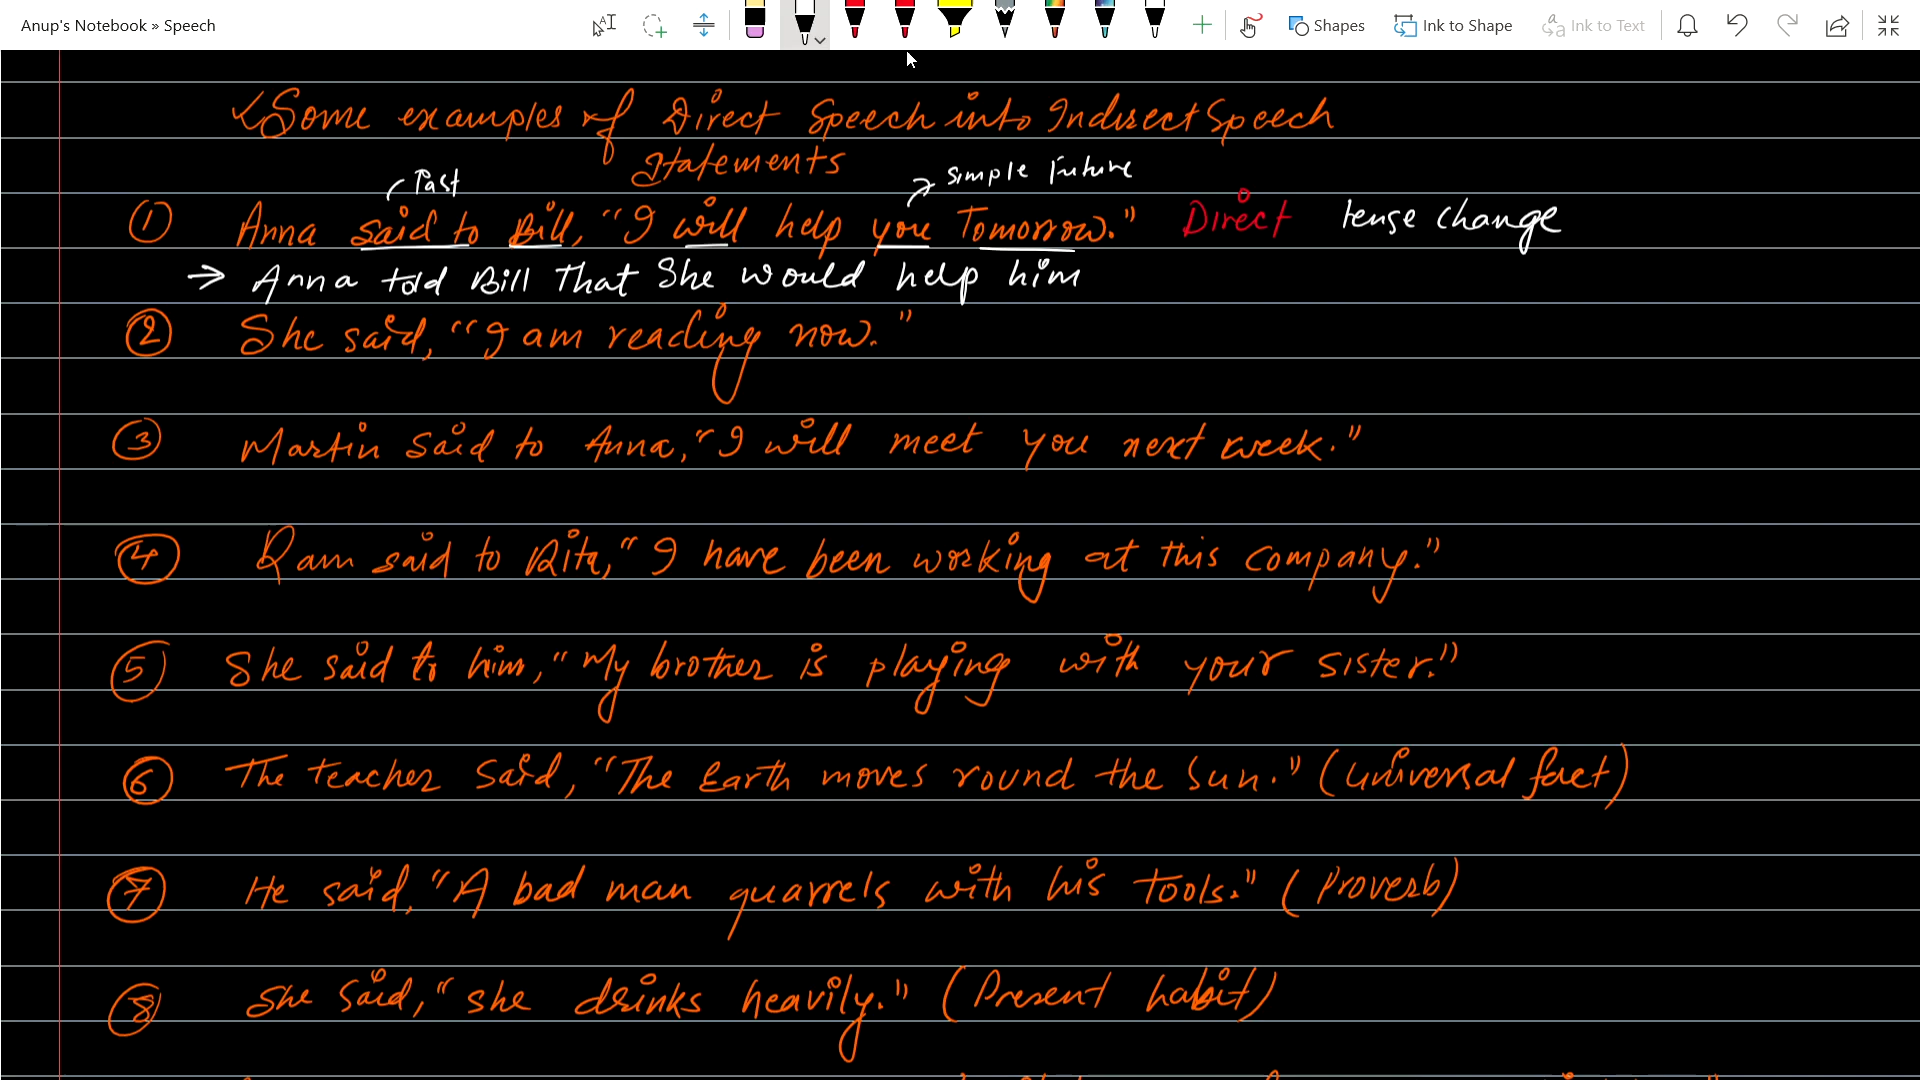 Anup's Notebook » Speech
Shapes
Ink to Shape
Ink to Text
Some examples of Direct Speech into Indirect Speech
Statements
Past
simple future
① Anna said to Bill, "I will help you Tomorrow." Direct tense change
→ Anna told Bill That She would help him
② She said, "I am reading now."
③ Martin said to Anna, "I will meet you next week."
④ Ram said to Rita, "I have been working at this company."
⑤ She said to him, "My brother is playing with your sister."
⑥ The teacher said, "The Earth moves round the Sun." (universal fact)
⑦ He said, "A bad man quarrels with his tools." (Proverb)
⑧ She said, "she drinks heavily." (Present habit)